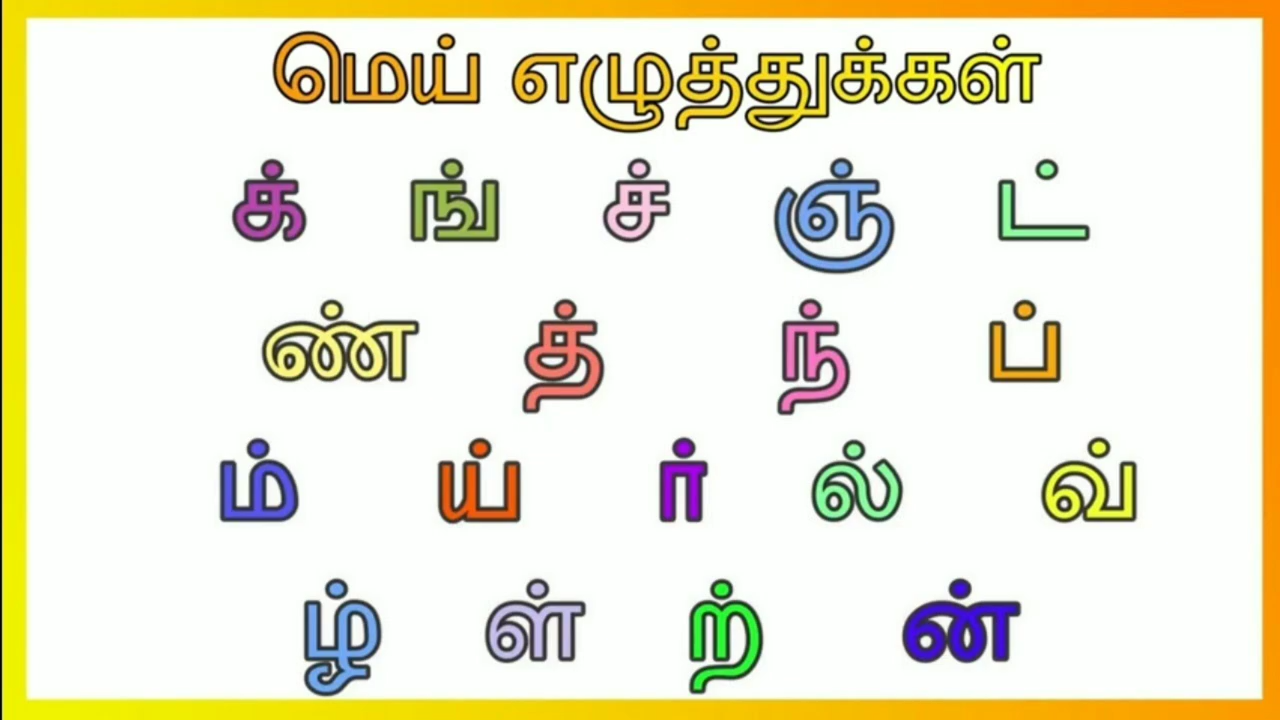 மெய் எழுத்துக்கள்
க் ங் ச் ஞ் ட்
ண் த் ந் ப்
ம் ய் ர் ல் வ்
ழ் ள் ற் ன்